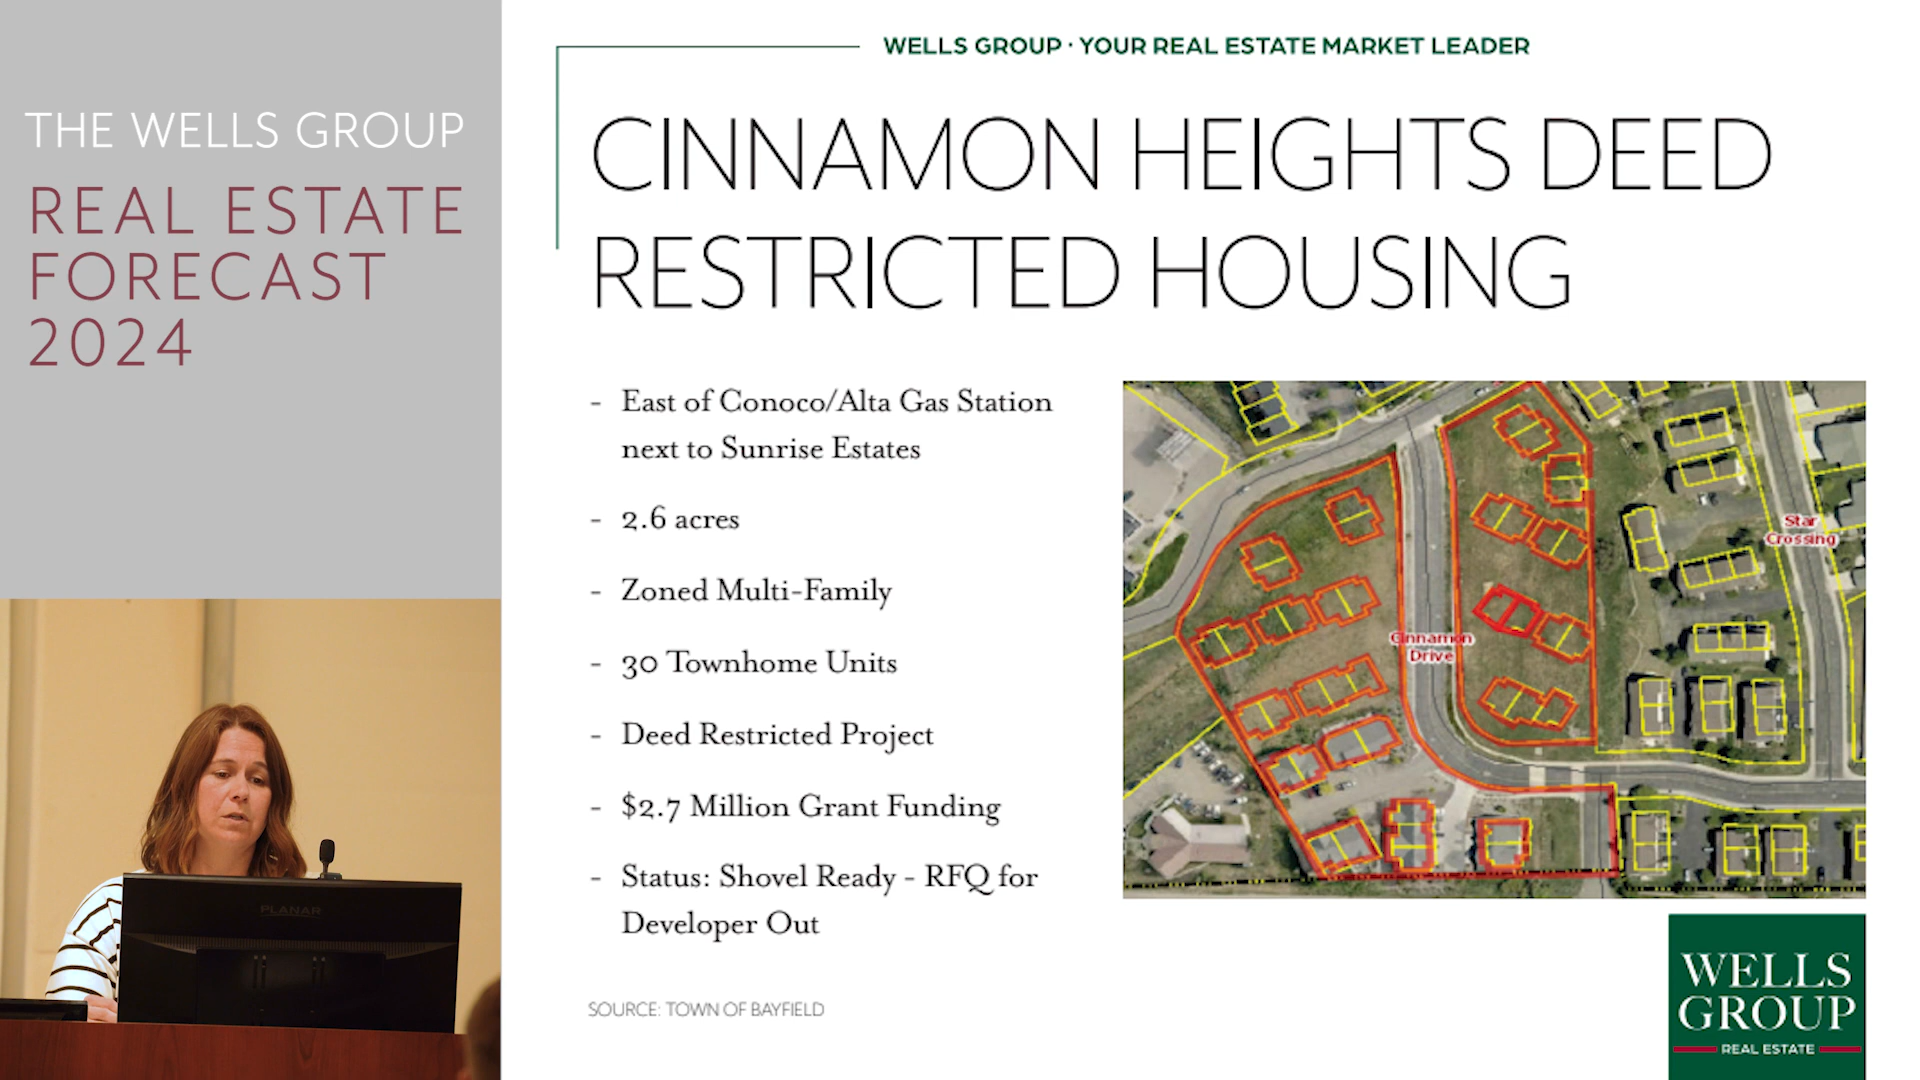 THE WELLS GROUP
REAL ESTATE
FORECAST
2024
WELLS GROUP · YOUR REAL ESTATE MARKET LEADER
CINNAMON HEIGHTS DEED
RESTRICTED HOUSING
- East of Conoco/Alta Gas Station
next to Sunrise Estates
- 2.6 acres
- Zoned Multi-Family
- 30 Townhome Units
- Deed Restricted Project
- $2.7 Million Grant Funding
- Status: Shovel Ready - RFQ for
Developer Out
SOURCE: TOWN OF BAYFIELD
Star
Crossing
Cinnamon
Drive
WELLS
GROUP
REAL ESTATE
PLANAR